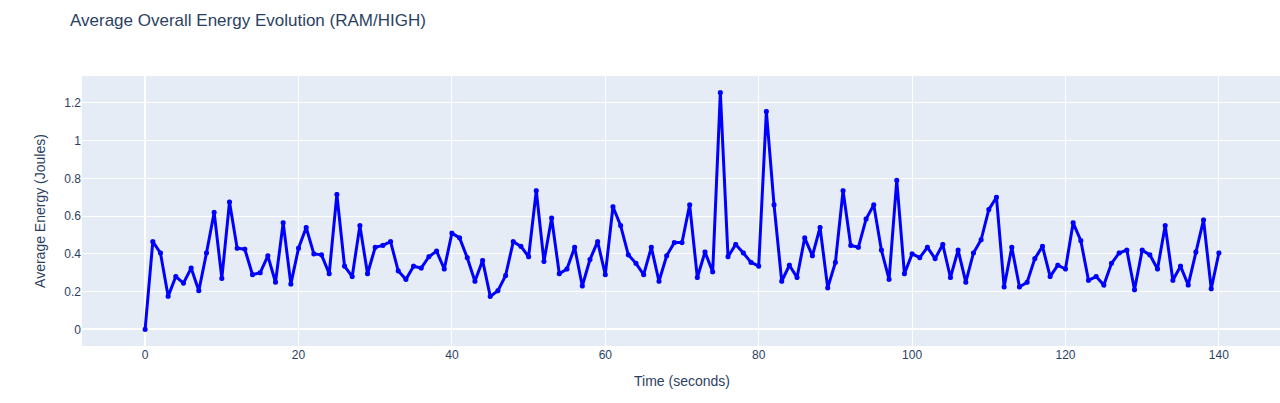 Average Overall Energy Evolution (RAM/HIGH)
Average Energy (Joules)
1.2
1
0.8
0.6
0.4
0.2
0
0 20 40 60 80 100 120 140
Time (seconds)